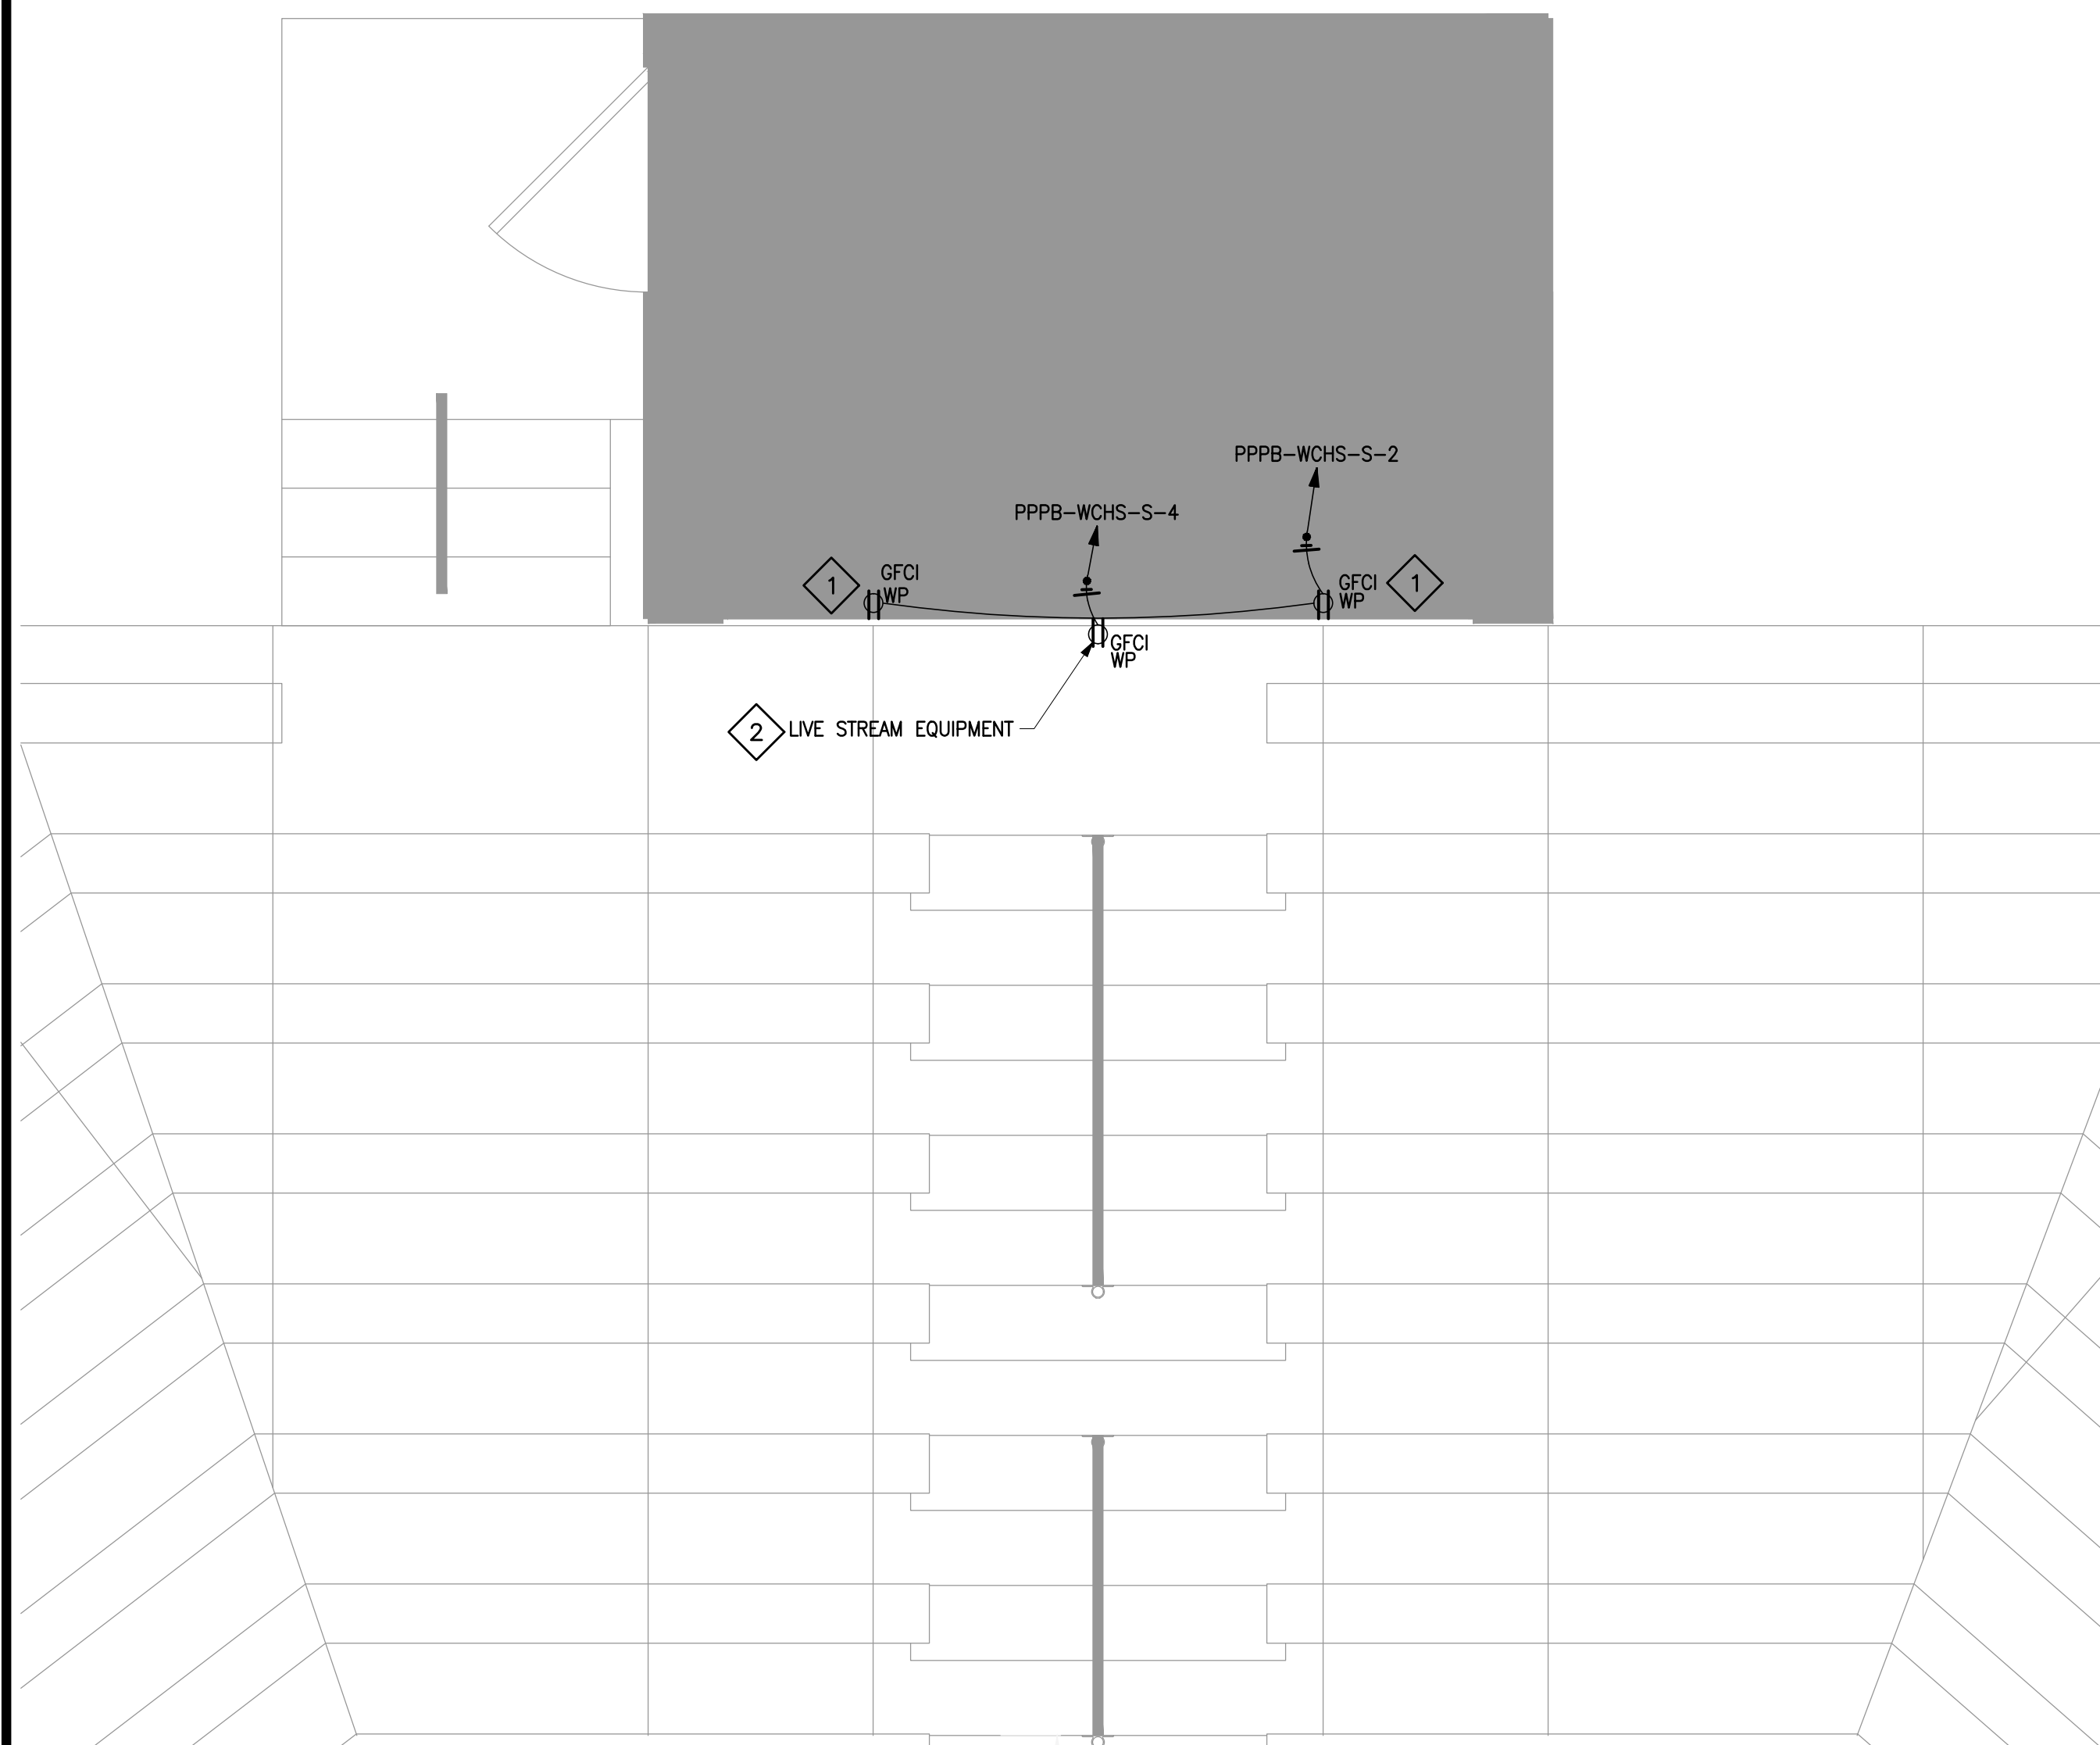 PPPB-WCHS-S-2
PPPB-WCHS-S-4
1
GFCI
WP
GFCI
WP
1
GFCI
WP
2
LIVE STREAM EQUIPMENT